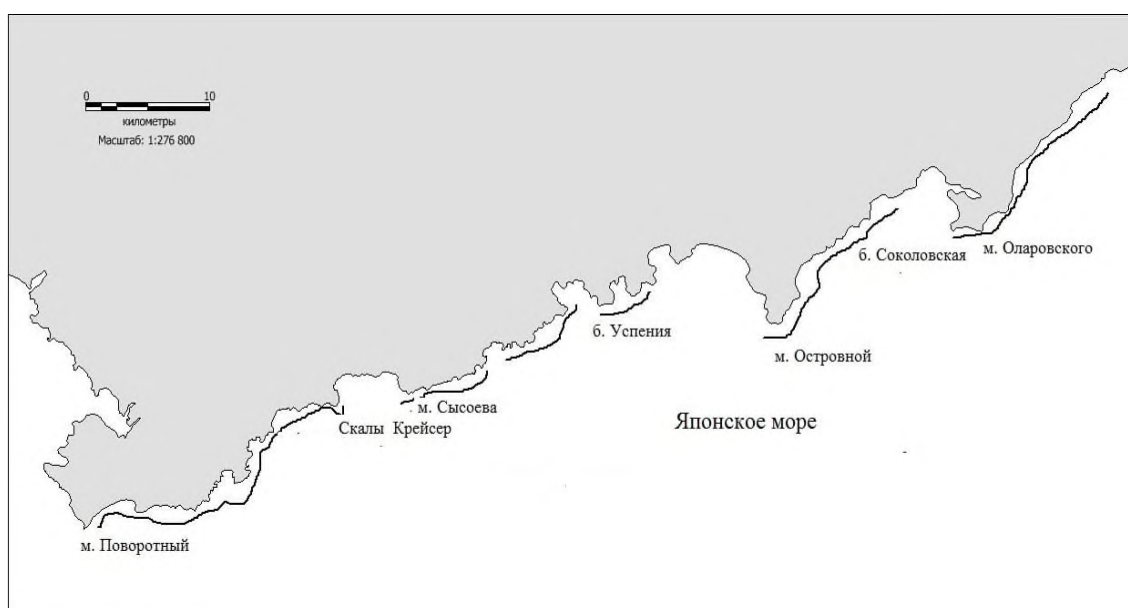 0 10
километры
Масштаб: 1:276 800
м. Оларовского
б. Соколовская
б. Успения
м. Островной
м. Сысоева
Японское море
Скалы Крейсер
м. Поворотный